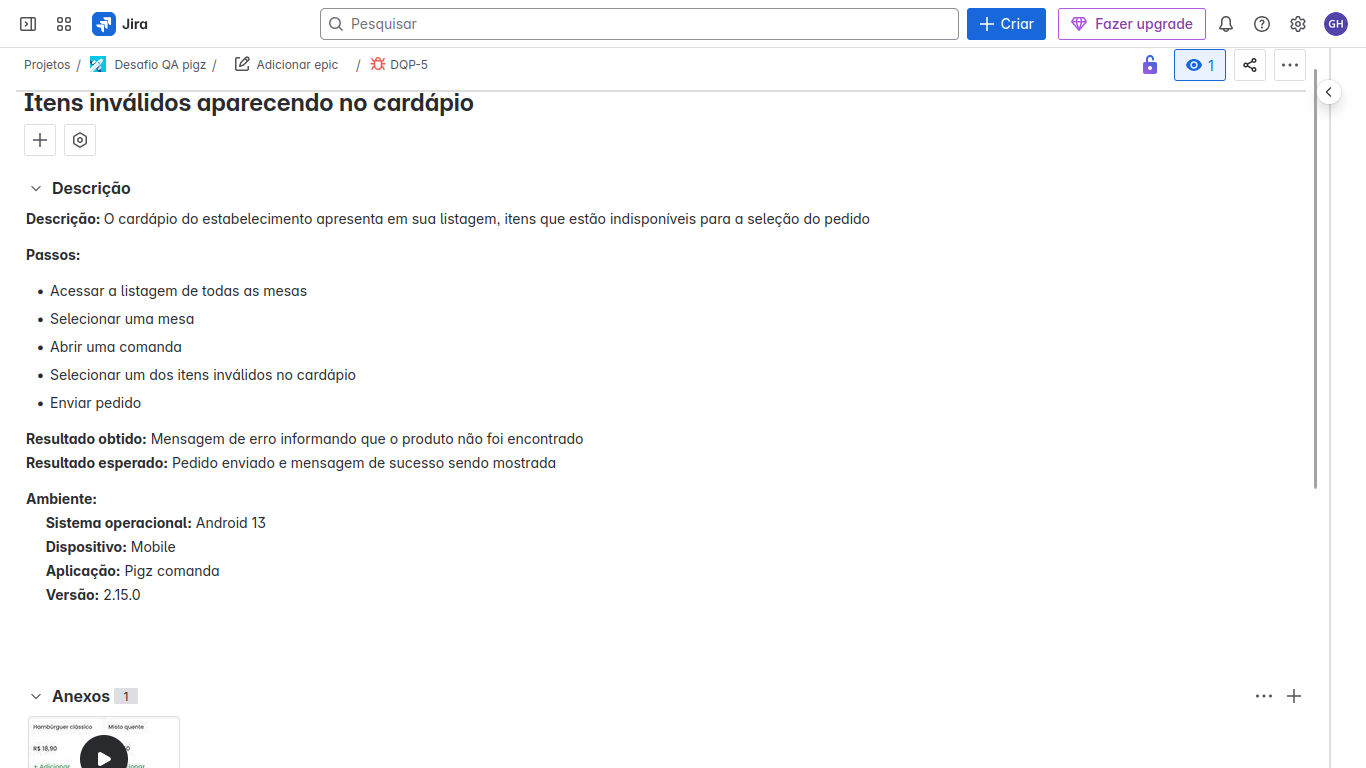 Jira
Pesquisar
Criar
Fazer upgrade
GH
Projetos / Desafio QA pigz / Adicionar epic / DQP-5
1
Itens inválidos aparecendo no cardápio
Descrição
Descrição: O cardápio do estabelecimento apresenta em sua listagem, itens que estão indisponíveis para a seleção do pedido
Passos:
• Acessar a listagem de todas as mesas
• Selecionar uma mesa
• Abrir uma comanda
• Selecionar um dos itens inválidos no cardápio
• Enviar pedido
Resultado obtido: Mensagem de erro informando que o produto não foi encontrado
Resultado esperado: Pedido enviado e mensagem de sucesso sendo mostrada
Ambiente:
Sistema operacional: Android 13
Dispositivo: Mobile
Aplicação: Pigz comanda
Versão: 2.15.0
Anexos 1
Hambúrguer clássico Misto quente
R$ 18,90
+ Adicionar